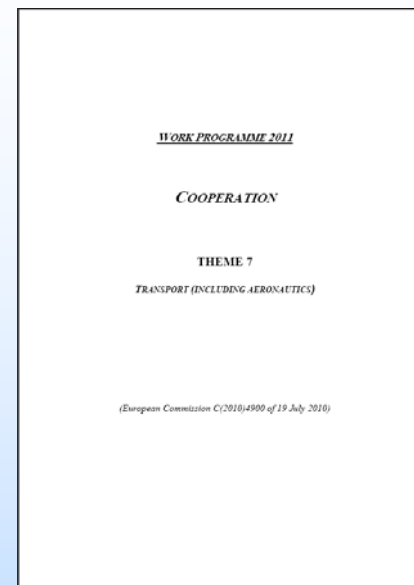 WORK PROGRAMME 2011
COOPERATION
THEME 7
TRANSPORT (INCLUDING AERONAUTICS)
(European Commission C(2010)4900 of 19 July 2010)